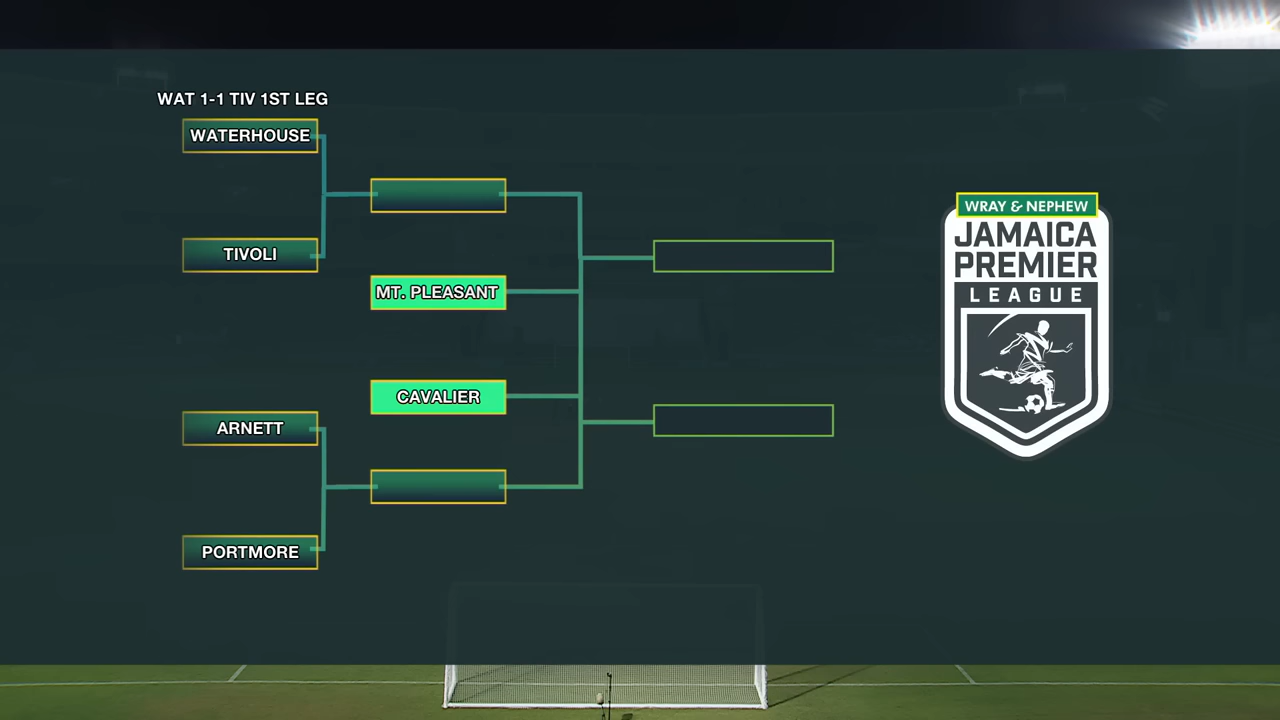 WAT 1-1 TIV 1ST LEG
WATERHOUSE
TIVOLI
MT. PLEASANT
CAVALIER
ARNETT
PORTMORE
WRAY & NEPHEW
JAMAICA
PREMIER
LEAGUE